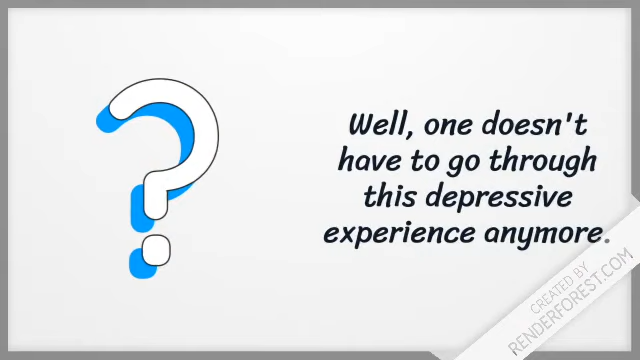 Well, one doesn't
have to go through
this depressive
experience anymore.
CREATED BY
RENDERFOREST.COM